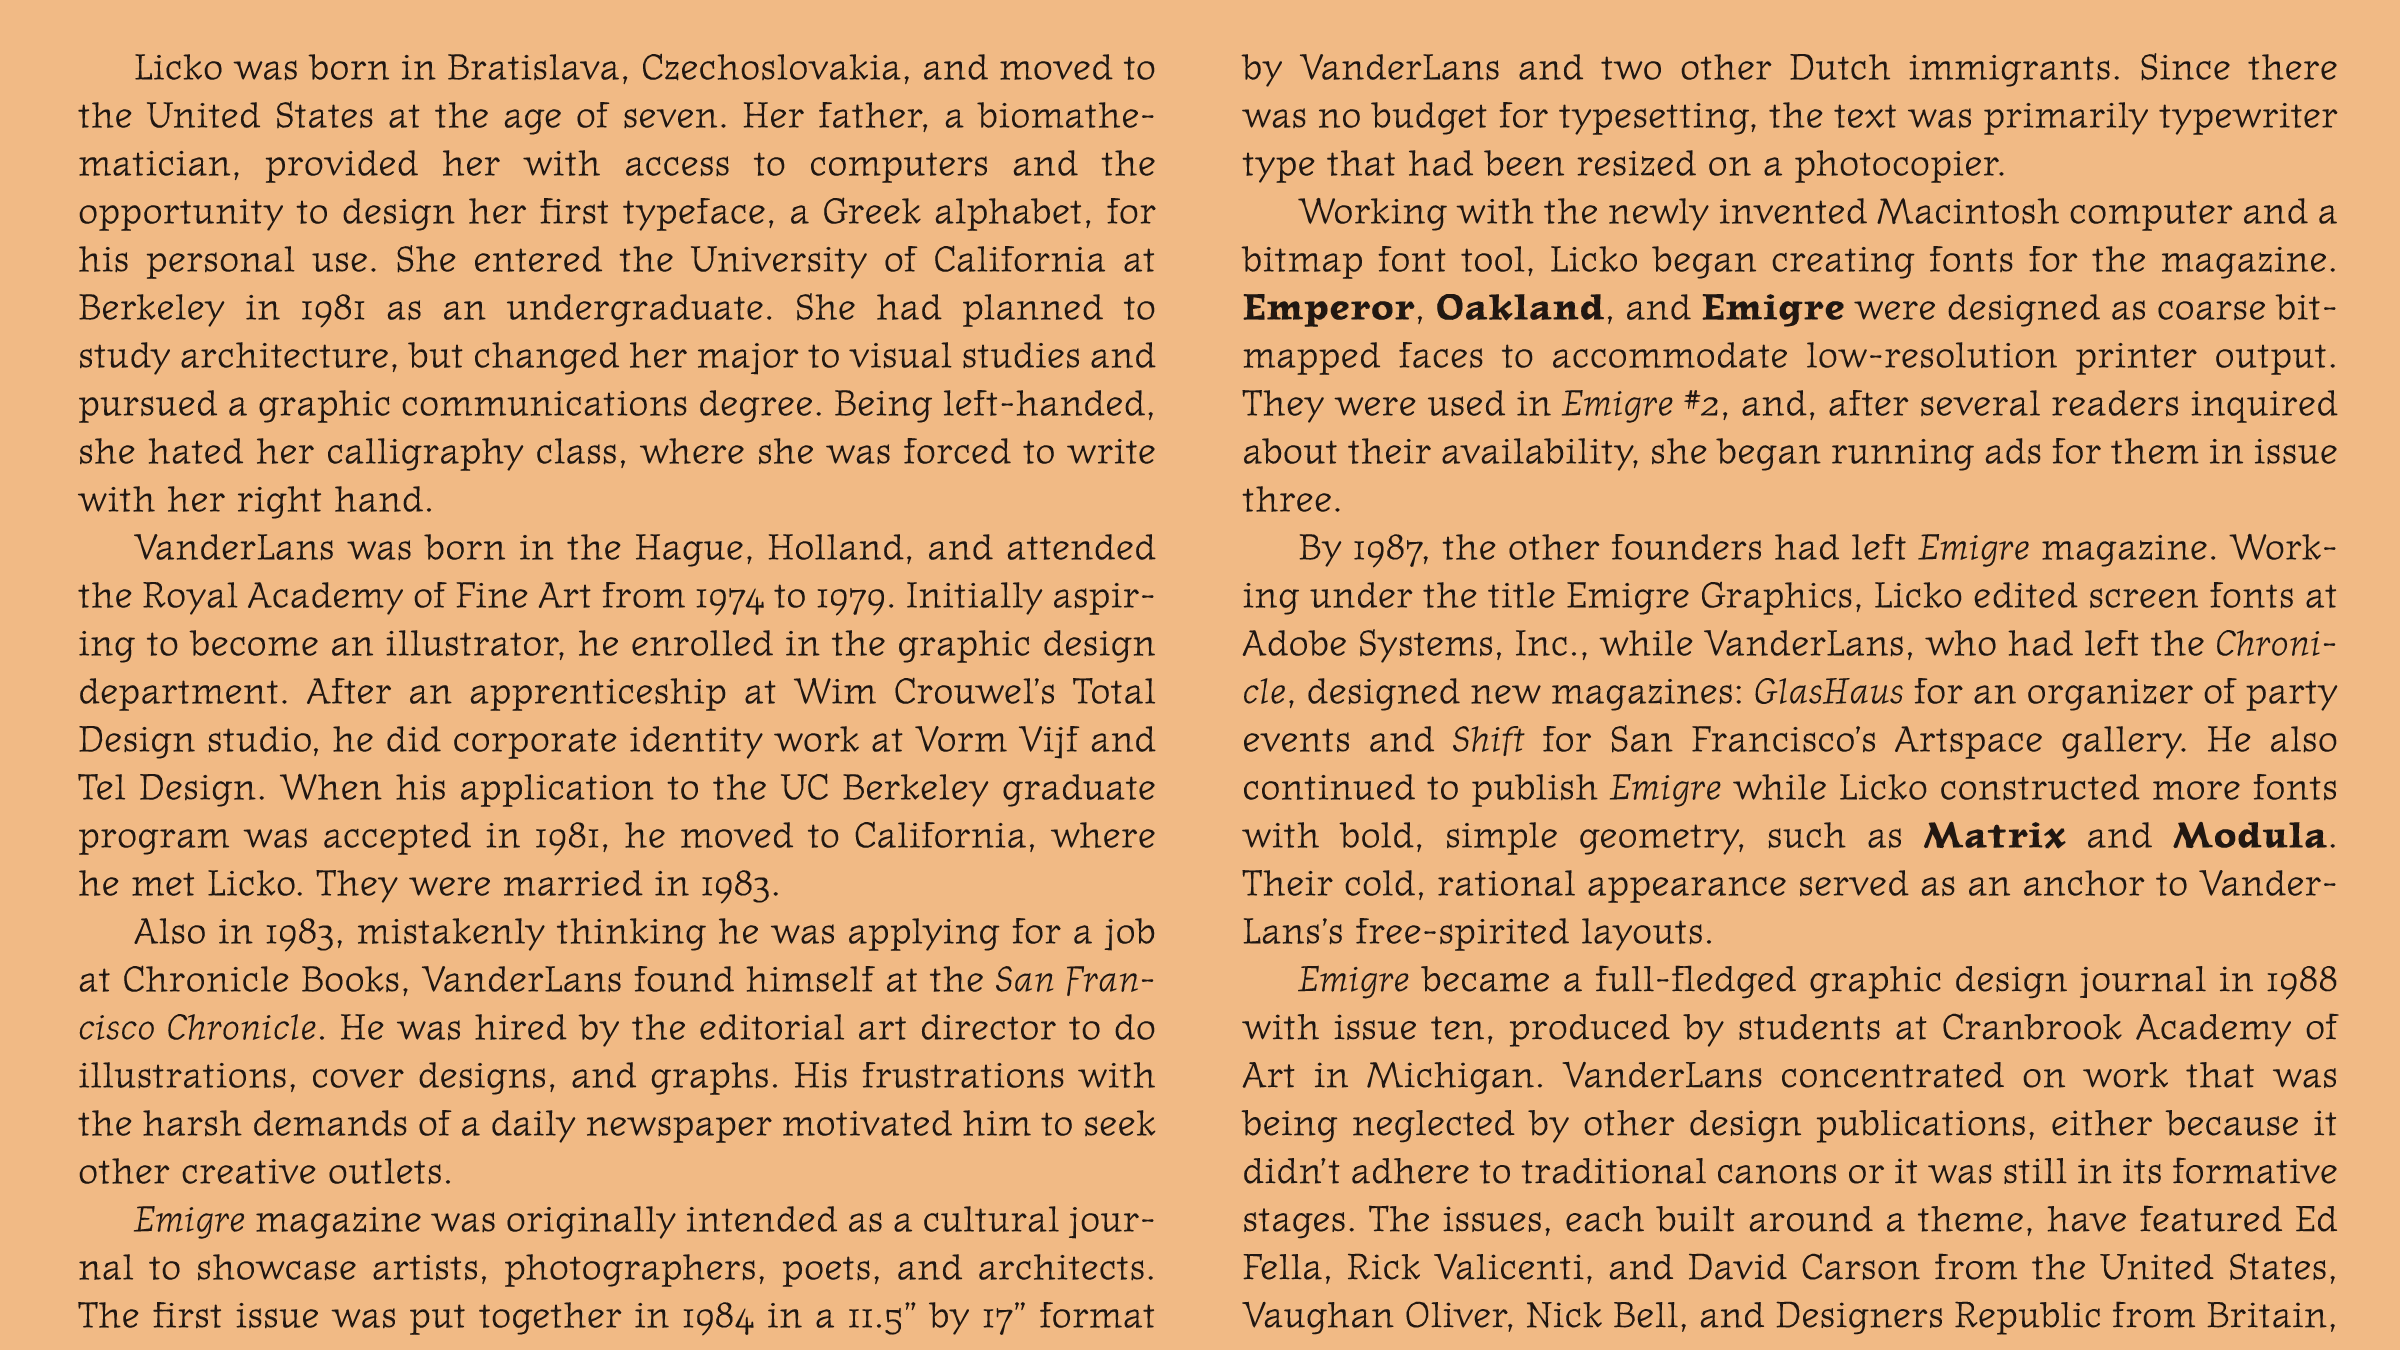 Licko was born in Bratislava, Czechoslovakia, and moved to
the United States at the age of seven. Her father, a biomathe-
matician, provided her with access to computers and the
opportunity to design her first typeface, a Greek alphabet, for
his personal use. She entered the University of California at
Berkeley in 1981 as an undergraduate. She had planned to
study architecture, but changed her major to visual studies and
pursued a graphic communications degree. Being left-handed,
she hated her calligraphy class, where she was forced to write
with her right hand.
VanderLans was born in the Hague, Holland, and attended
the Royal Academy of Fine Art from 1974 to 1979. Initially aspir-
ing to become an illustrator, he enrolled in the graphic design
department. After an apprenticeship at Wim Crouwel’s Total
Design studio, he did corporate identity work at Vorm Vijf and
Tel Design. When his application to the UC Berkeley graduate
program was accepted in 1981, he moved to California, where
he met Licko. They were married in 1983.
Also in 1983, mistakenly thinking he was applying for a job
at Chronicle Books, VanderLans found himself at the San Fran-
cisco Chronicle. He was hired by the editorial art director to do
illustrations, cover designs, and graphs. His frustrations with
the harsh demands of a daily newspaper motivated him to seek
other creative outlets.
Emigre magazine was originally intended as a cultural jour-
nal to showcase artists, photographers, poets, and architects.
The first issue was put together in 1984 in a 11.5” by 17” format
by VanderLans and two other Dutch immigrants. Since there
was no budget for typesetting, the text was primarily typewriter
type that had been resized on a photocopier.
Working with the newly invented Macintosh computer and a
bitmap font tool, Licko began creating fonts for the magazine.
Emperor, Oakland, and Emigre were designed as coarse bit-
mapped faces to accommodate low-resolution printer output.
They were used in Emigre #2, and, after several readers inquired
about their availability, she began running ads for them in issue
three.
By 1987, the other founders had left Emigre magazine. Work-
ing under the title Emigre Graphics, Licko edited screen fonts at
Adobe Systems, Inc., while VanderLans, who had left the Chroni-
cle, designed new magazines: GlasHaus for an organizer of party
events and Shift for San Francisco’s Artspace gallery. He also
continued to publish Emigre while Licko constructed more fonts
with bold, simple geometry, such as Matrix and Modula.
Their cold, rational appearance served as an anchor to Vander-
Lans’s free-spirited layouts.
Emigre became a full-fledged graphic design journal in 1988
with issue ten, produced by students at Cranbrook Academy of
Art in Michigan. VanderLans concentrated on work that was
being neglected by other design publications, either because it
didn’t adhere to traditional canons or it was still in its formative
stages. The issues, each built around a theme, have featured Ed
Fella, Rick Valicenti, and David Carson from the United States,
Vaughan Oliver, Nick Bell, and Designers Republic from Britain,